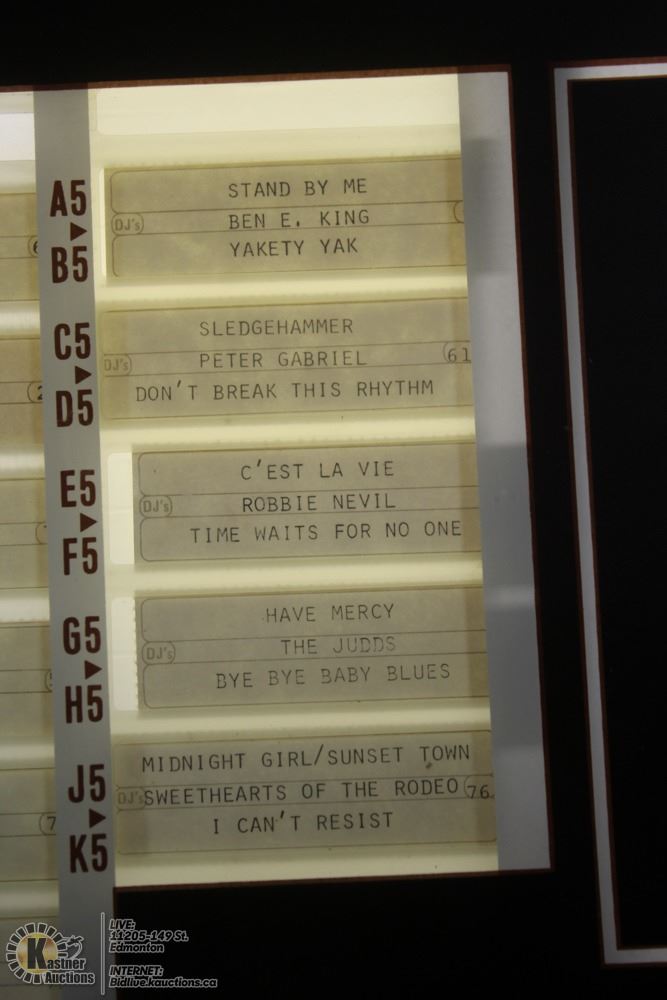 A5
B5
STAND BY ME
DJ's BEN E. KING
YAKETY YAK
C5
D5
SLEDGEHAMMER
DJ's PETER GABRIEL 61
DON'T BREAK THIS RHYTHM
E5
F5
C'EST LA VIE
DJ's ROBBIE NEVIL
TIME WAITS FOR NO ONE
G5
H5
HAVE MERCY
DJ's THE JUDDS
BYE BYE BABY BLUES
J5
K5
MIDNIGHT GIRL/SUNSET TOWN
DJ's SWEETHEARTS OF THE RODEO 76
I CAN'T RESIST
Kastner
Auctions
LIVE:
11205-149 St.
Edmonton
INTERNET:
Bidlive.kauctions.ca